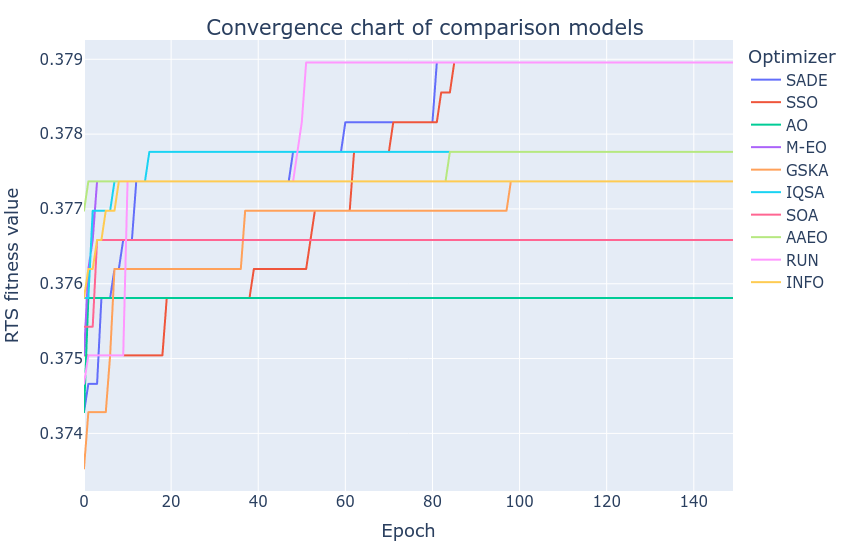 Convergence chart of comparison models
RTS fitness value
0.379
0.378
0.377
0.376
0.375
0.374
0
20
40
60
80
100
120
140
Epoch
Optimizer
SADE
SSO
AO
M-EO
GSKA
IQSA
SOA
AAEO
RUN
INFO